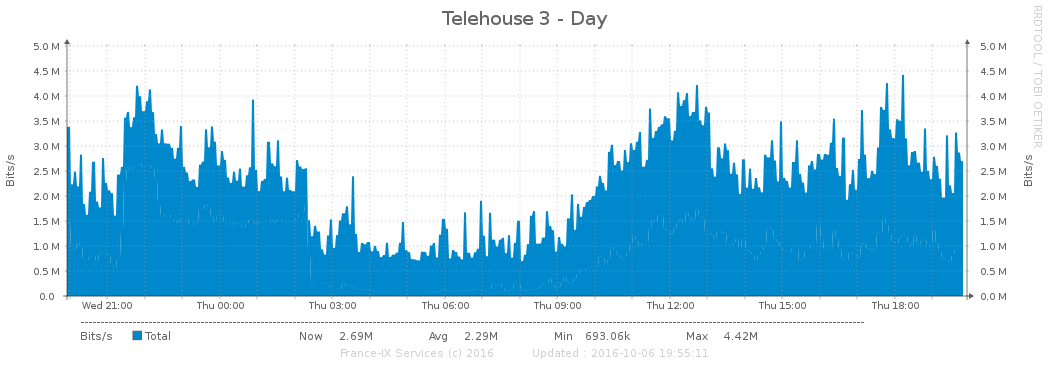 Telehouse 3 - Day
RRDTOOL / TOBI OETIKER
Bits/s
5.0 M
4.5 M
4.0 M
3.5 M
3.0 M
2.5 M
2.0 M
1.5 M
1.0 M
0.5 M
0.0
5.0 M
4.5 M
4.0 M
3.5 M
3.0 M
2.5 M
2.0 M
1.5 M
1.0 M
0.5 M
0.0 M
Bits/s
Wed 21:00 Thu 00:00 Thu 03:00 Thu 06:00 Thu 09:00 Thu 12:00 Thu 15:00 Thu 18:00
Bits/s Total Now 2.69M Avg 2.29M Min 693.06k Max 4.42M
France-IX Services (c) 2016 Updated : 2016-10-06 19:55:11